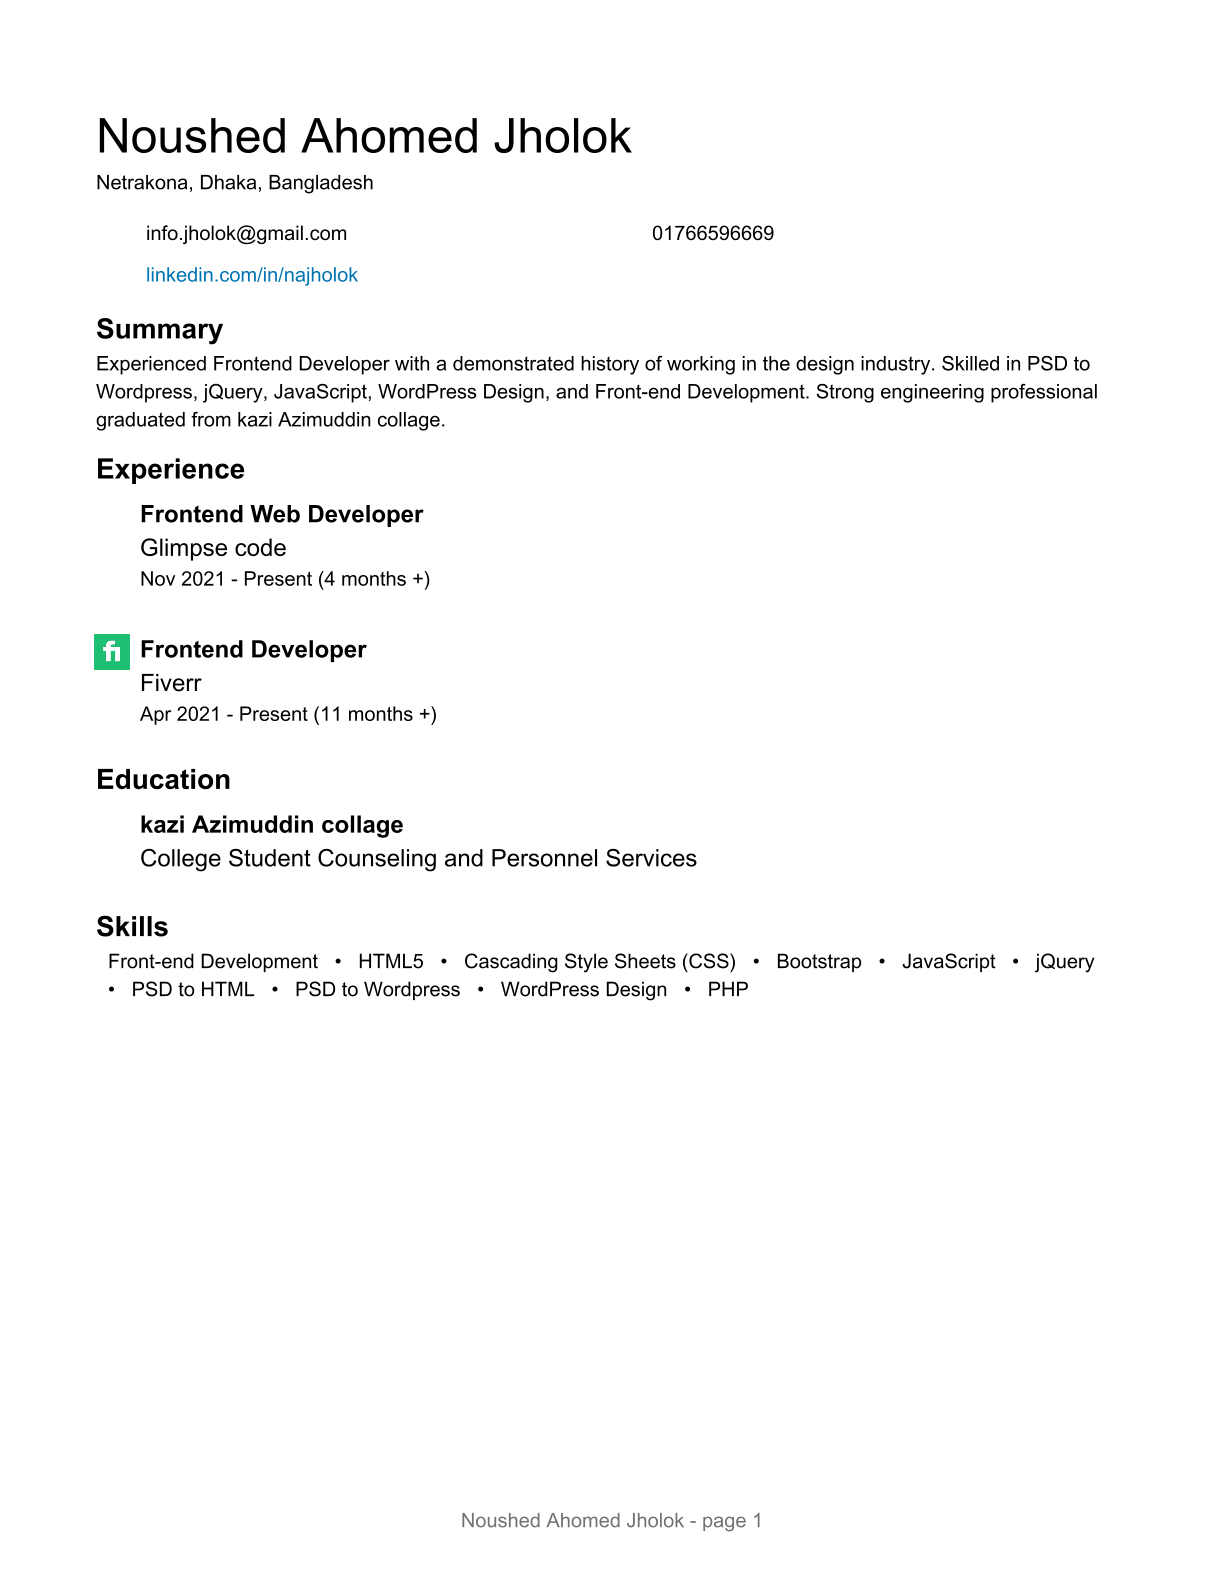 Noushed Ahomed Jholok
Netrakona, Dhaka, Bangladesh
info.jholok@gmail.com 01766596669
linkedin.com/in/najholok
Summary
Experienced Frontend Developer with a demonstrated history of working in the design industry. Skilled in PSD to
Wordpress, jQuery, JavaScript, WordPress Design, and Front-end Development. Strong engineering professional
graduated from kazi Azimuddin collage.
Experience
Frontend Web Developer
Glimpse code
Nov 2021 - Present (4 months +)
fi Frontend Developer
Fiverr
Apr 2021 - Present (11 months +)
Education
kazi Azimuddin collage
College Student Counseling and Personnel Services
Skills
Front-end Development • HTML5 • Cascading Style Sheets (CSS) • Bootstrap • JavaScript • jQuery
• PSD to HTML • PSD to Wordpress • WordPress Design • PHP
Noushed Ahomed Jholok - page 1